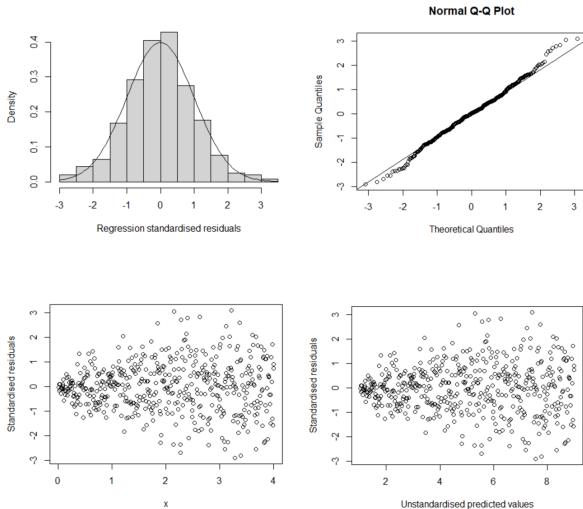 Density
0.0
0.1
0.2
0.3
0.4
-3 -2 -1 0 1 2 3
Regression standardised residuals
Normal Q-Q Plot
Sample Quantiles
-3
-2
-1
0
1
2
3
-3 -2 -1 0 1 2 3
Theoretical Quantiles
Standardised residuals
-3
-2
-1
0
1
2
3
0 1 2 3 4
x
Standardised residuals
-3
-2
-1
0
1
2
3
2 4 6 8
Unstandardised predicted values